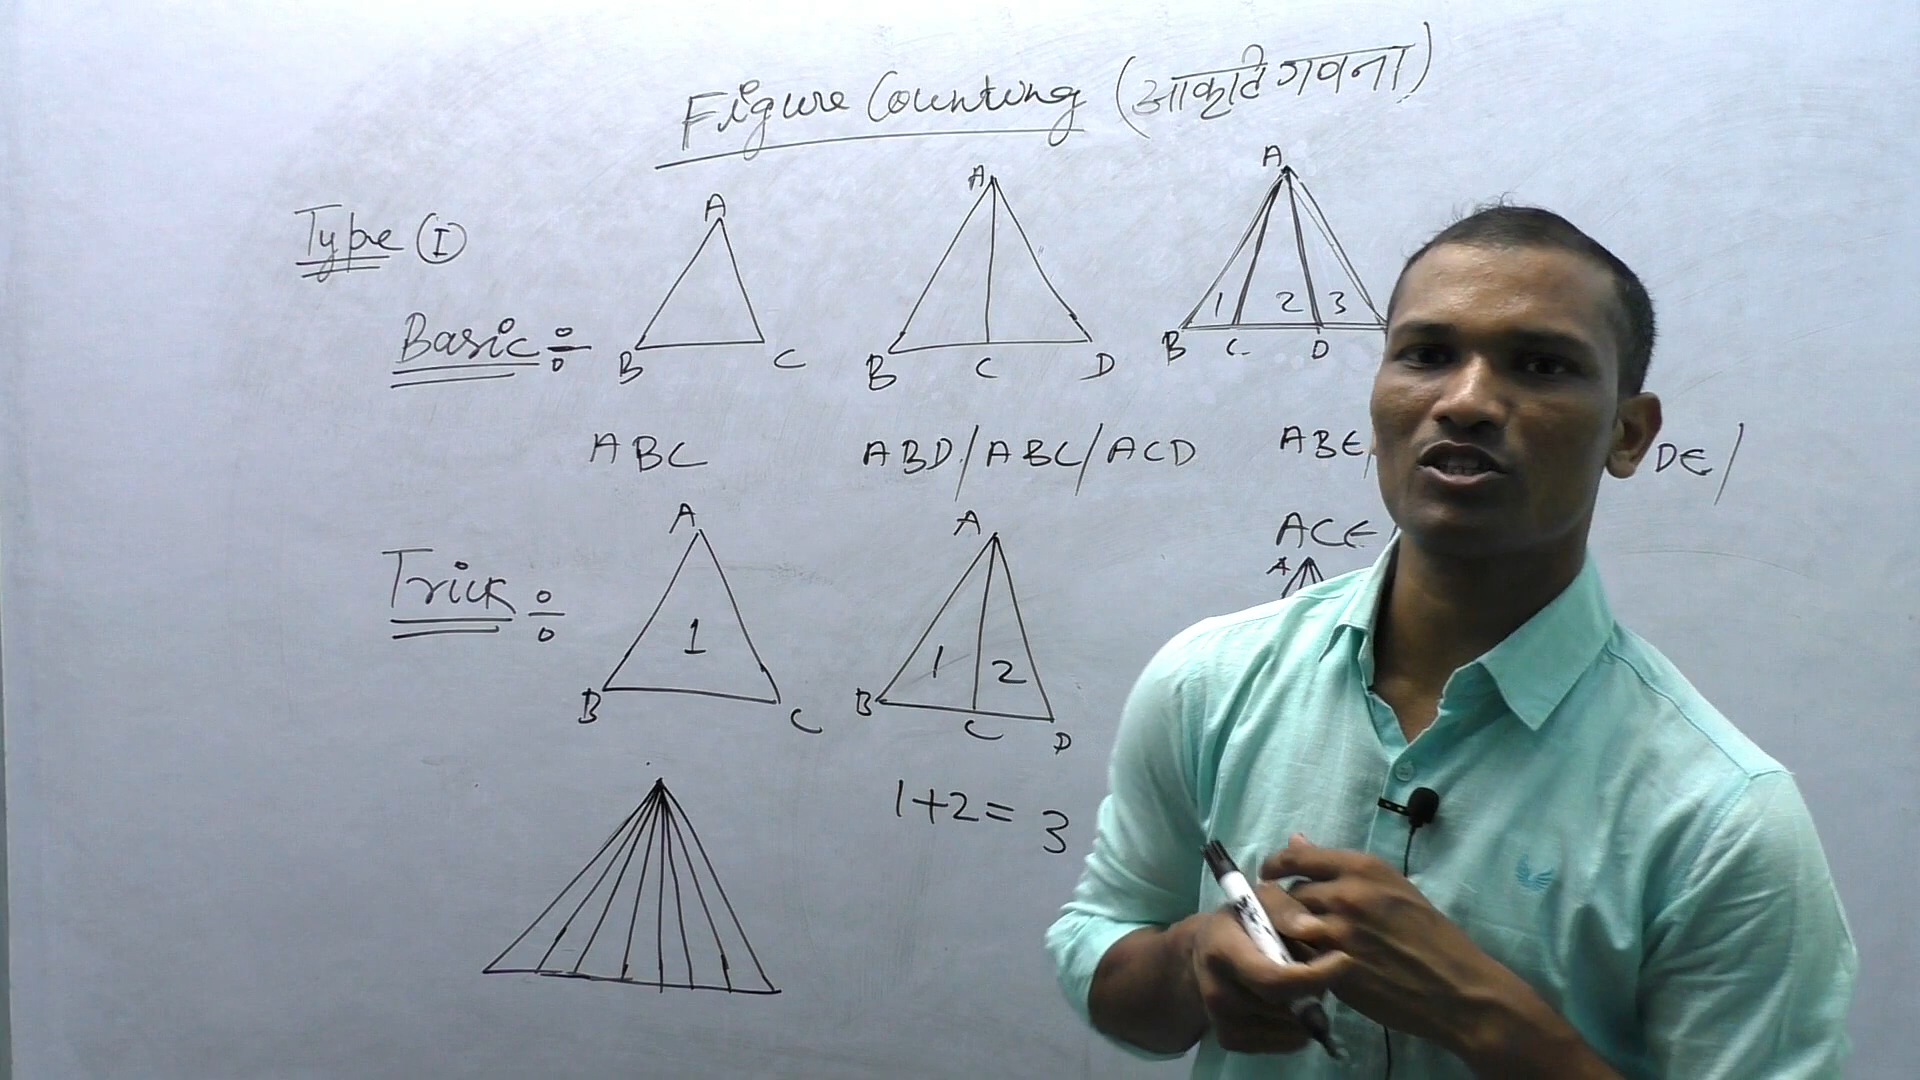 Figure Counting (आकृति गणना)
Type I
A
B C
A
B C D
A
1 2 3
B C D
Basic ÷
ABC
ABD/ABC/ACD
ABE/ DE/
ACE
Trick ÷
A
1
B C
A
1 2
B C D
A
1+2= 3